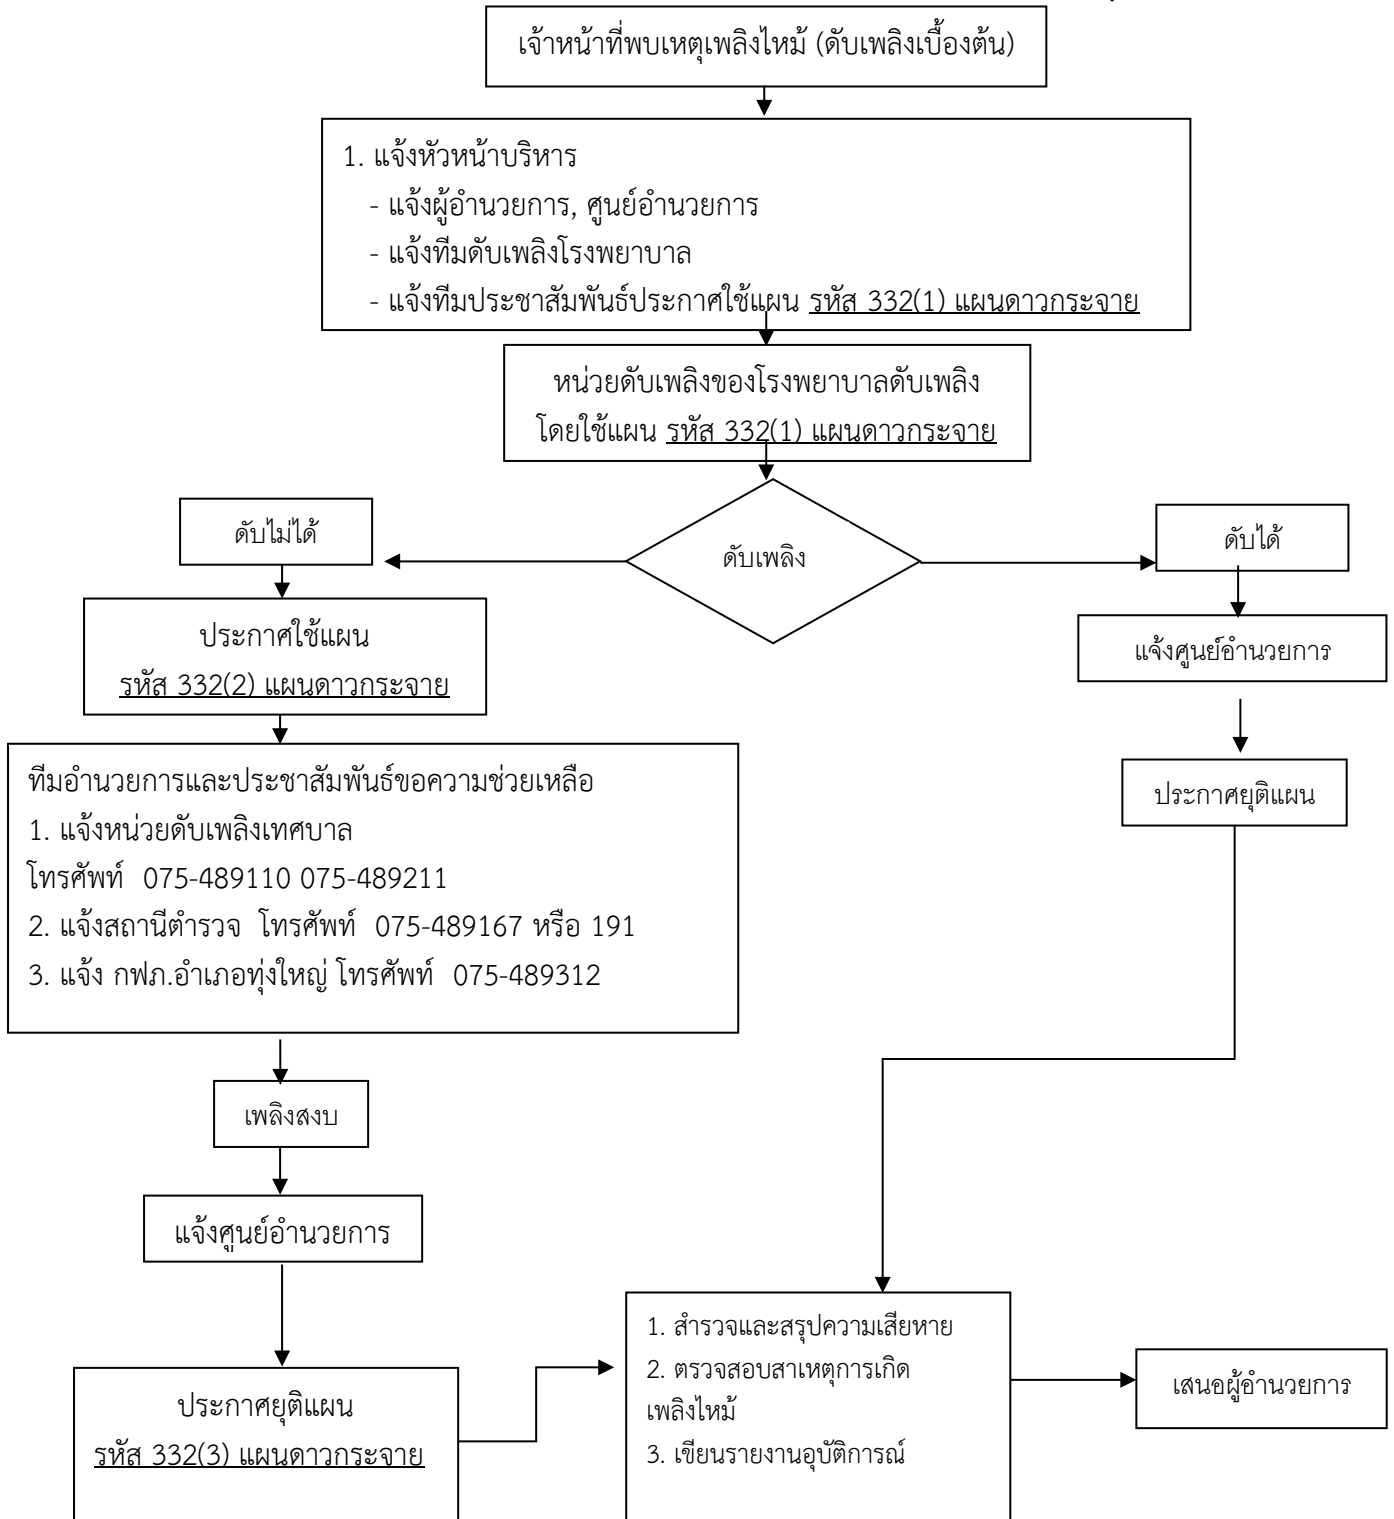 เจ้าหน้าที่พบเหตุเพลิงไหม้ (ดับเพลิงเบื้องต้น)
1. แจ้งหัวหน้าบริหาร
- แจ้งผู้อำนวยการ, ศูนย์อำนวยการ
- แจ้งทีมดับเพลิงโรงพยาบาล
- แจ้งทีมประชาสัมพันธ์ประกาศใช้แผน รหัส 332(1) แผนดาวกระจาย
หน่วยดับเพลิงของโรงพยาบาลดับเพลิง
โดยใช้แผน รหัส 332(1) แผนดาวกระจาย
ดับเพลิง
ดับไม่ได้
ดับได้
ประกาศใช้แผน
รหัส 332(2) แผนดาวกระจาย
แจ้งศูนย์อำนวยการ
ประกาศยุติแผน
ทีมอำนวยการและประชาสัมพันธ์ขอความช่วยเหลือ
1. แจ้งหน่วยดับเพลิงเทศบาล
โทรศัพท์ 075-489110 075-489211
2. แจ้งสถานีตำรวจ โทรศัพท์ 075-489167 หรือ 191
3. แจ้ง กฟภ.อำเภอทุ่งใหญ่ โทรศัพท์ 075-489312
เพลิงสงบ
แจ้งศูนย์อำนวยการ
ประกาศยุติแผน
รหัส 332(3) แผนดาวกระจาย
1. สำรวจและสรุปความเสียหาย
2. ตรวจสอบสาเหตุการเกิด
เพลิงไหม้
3. เขียนรายงานอุบัติการณ์
เสนอผู้อำนวยการ